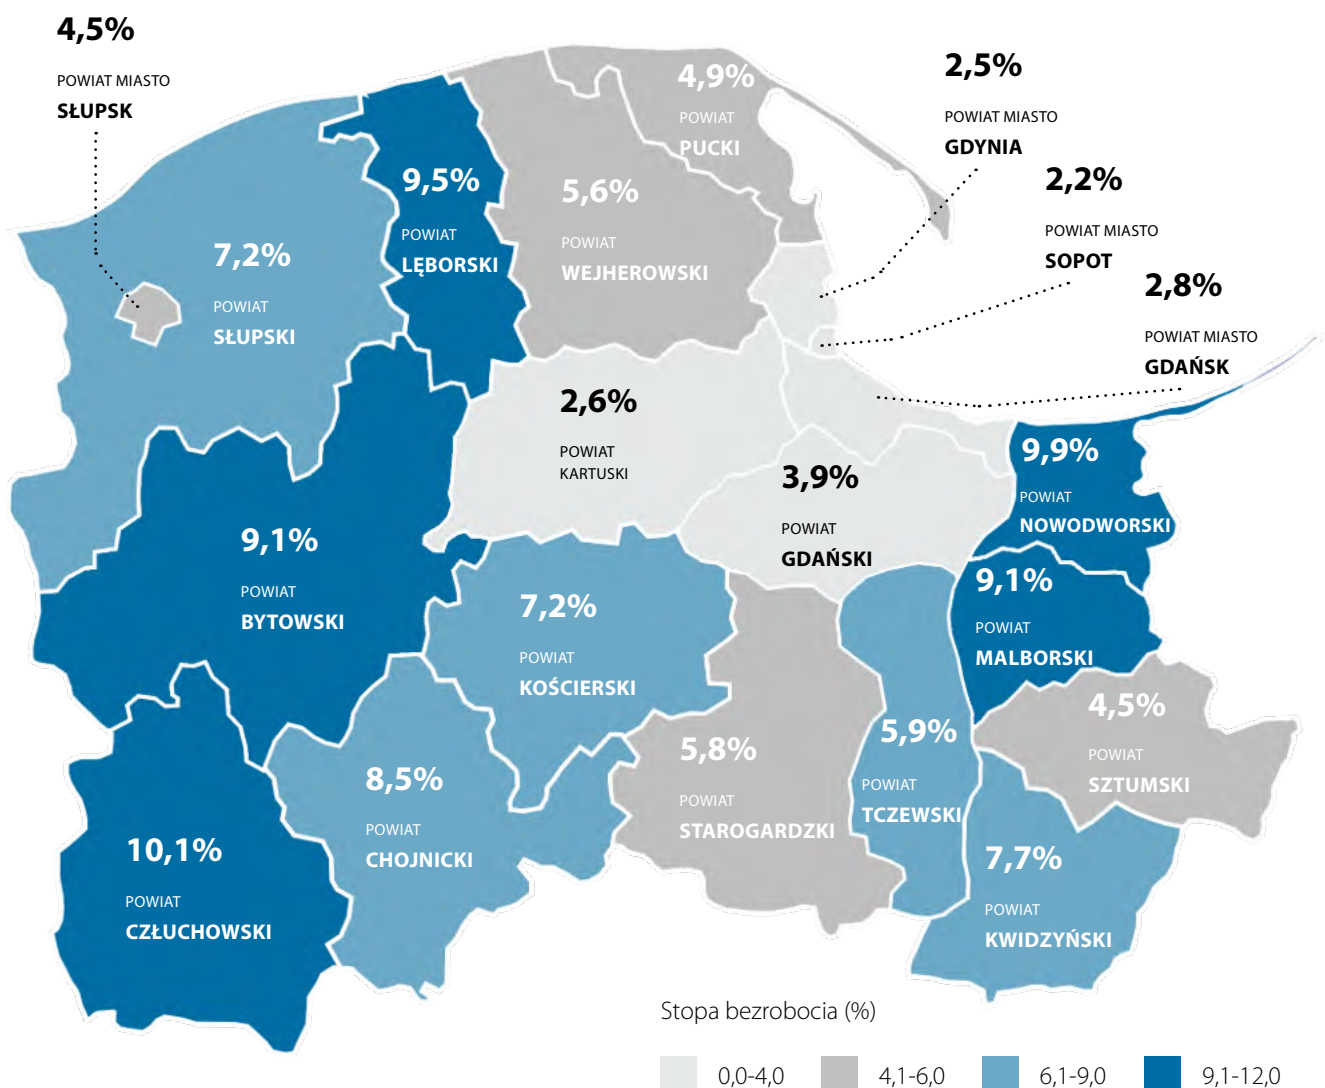 4,5%
POWIAT MIASTO
SŁUPSK
4,9%
POWIAT
PUCKI
2,5%
POWIAT MIASTO
GDYNIA
2,2%
POWIAT MIASTO
SOPOT
2,8%
POWIAT MIASTO
GDAŃSK
9,5%
POWIAT
LĘBORSKI
5,6%
POWIAT
WEJHEROWSKI
7,2%
POWIAT
SŁUPSKI
2,6%
POWIAT
KARTUSKI
3,9%
POWIAT
GDAŃSKI
9,9%
POWIAT
NOWODWORSKI
9,1%
POWIAT
BYTOWSKI
7,2%
POWIAT
KOŚCIERSKI
9,1%
POWIAT
MALBORSKI
4,5%
POWIAT
SZTUMSKI
5,8%
POWIAT
STAROGARDZKI
5,9%
POWIAT
TCZEWSKI
8,5%
POWIAT
CHOJNICKI
10,1%
POWIAT
CZŁUCHOWSKI
7,7%
POWIAT
KWIDZYŃSKI
Stopa bezrobocia (%)
0,0-4,0
4,1-6,0
6,1-9,0
9,1-12,0